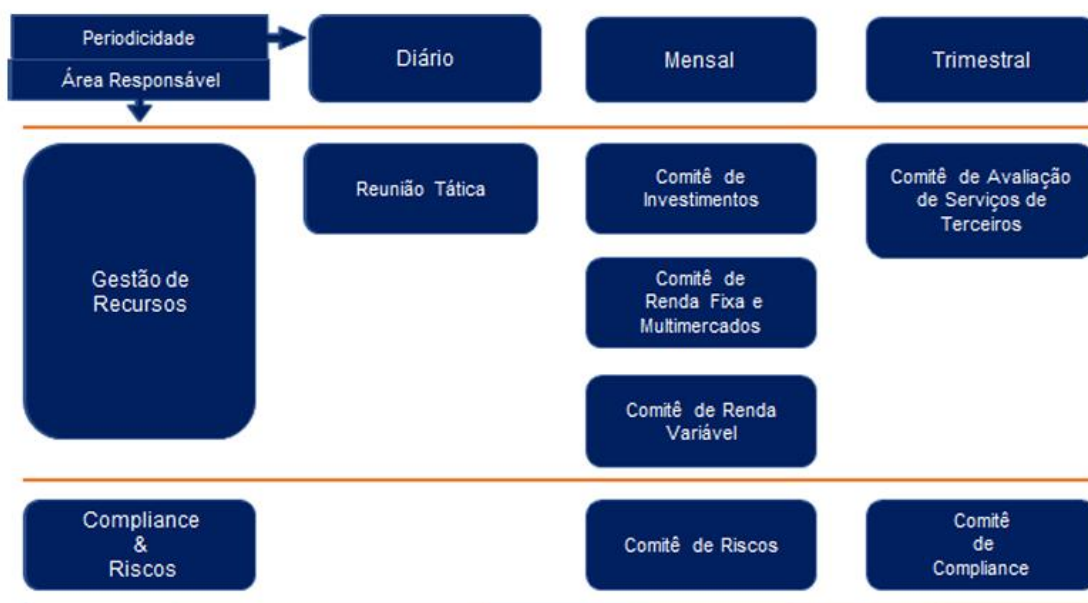 Periodicidade
Área Responsável
Diário
Mensal
Trimestral
Gestão de
Recursos
Reunião Tática
Comitê de
Investimentos
Comitê de Avaliação
de Serviços de
Terceiros
Comitê de
Renda Fixa e
Multimercados
Comitê de Renda
Variável
Compliance
&
Riscos
Comitê de Riscos
Comitê
de
Compliance